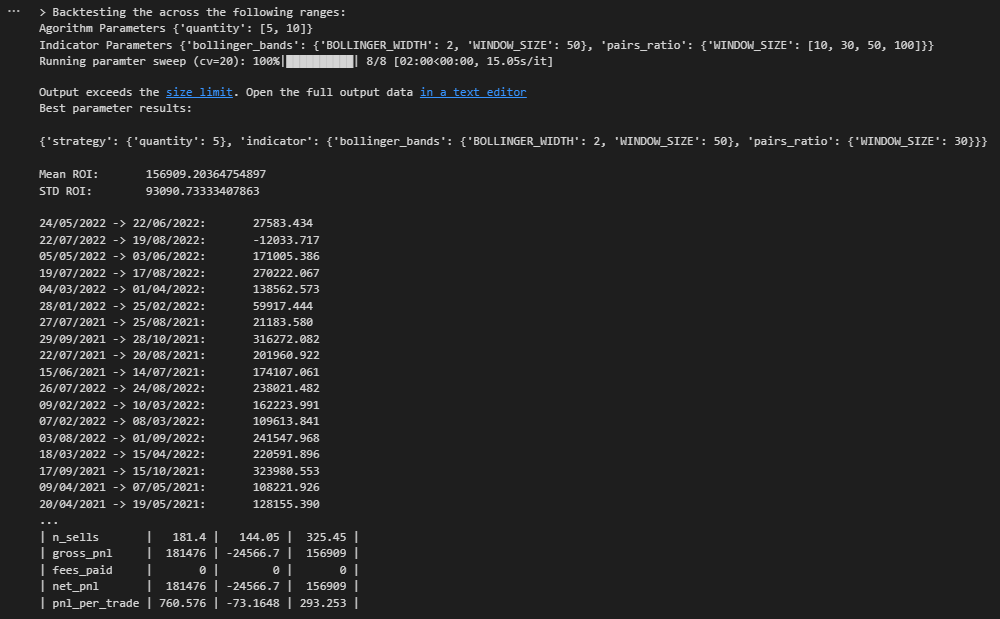 > Backtesting the across the following ranges:
Agorithm Parameters {'quantity': [5, 10]}
Indicator Parameters {'bollinger_bands': {'BOLLINGER_WIDTH': 2, 'WINDOW_SIZE': 50}, 'pairs_ratio': {'WINDOW_SIZE': [10, 30, 50, 100]}}
Running paramter sweep (cv=20): 100%|██████████| 8/8 [02:00<00:00, 15.05s/it]
Output exceeds the size limit. Open the full output data in a text editor
Best parameter results:
{'strategy': {'quantity': 5}, 'indicator': {'bollinger_bands': {'BOLLINGER_WIDTH': 2, 'WINDOW_SIZE': 50}, 'pairs_ratio': {'WINDOW_SIZE': 30}}}
Mean ROI: 156909.20364754897
STD ROI: 93090.73333407863
24/05/2022 -> 22/06/2022: 27583.434
22/07/2022 -> 19/08/2022: -12033.717
05/05/2022 -> 03/06/2022: 171005.386
19/07/2022 -> 17/08/2022: 270222.067
04/03/2022 -> 01/04/2022: 138562.573
28/01/2022 -> 25/02/2022: 59917.444
27/07/2021 -> 25/08/2021: 21183.580
29/09/2021 -> 28/10/2021: 316272.082
22/07/2021 -> 20/08/2021: 201960.922
15/06/2021 -> 14/07/2021: 174107.061
26/07/2021 -> 24/08/2021: 238021.482
09/02/2022 -> 10/03/2022: 162223.991
07/02/2022 -> 08/03/2022: 109613.841
03/08/2022 -> 01/09/2022: 241547.968
18/03/2022 -> 15/04/2022: 220591.896
17/09/2021 -> 15/10/2021: 323980.553
09/04/2021 -> 07/05/2021: 108221.926
20/04/2021 -> 19/05/2021: 128155.390
...
| n_sells | 181.4 | 144.05 | 325.45 |
| gross_pnl | 181476 | -24566.7 | 156909 |
| fees_paid | 0 | 0 | 0 |
| net_pnl | 181476 | -24566.7 | 156909 |
| pnl_per_trade | 760.576 | -73.1648 | 293.253 |